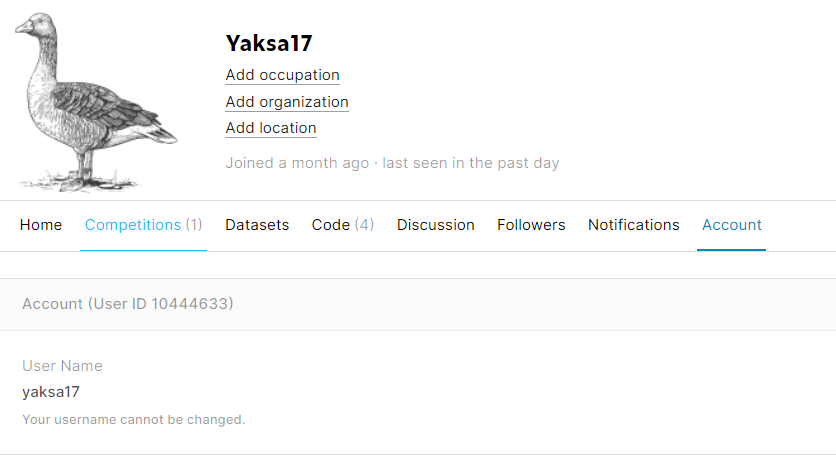 Yaksa17
Add occupation
Add organization
Add location
Joined a month ago · last seen in the past day
Home Competitions (1) Datasets Code (4) Discussion Followers Notifications Account
Account (User ID 10444633)
User Name
yaksa17
Your username cannot be changed.